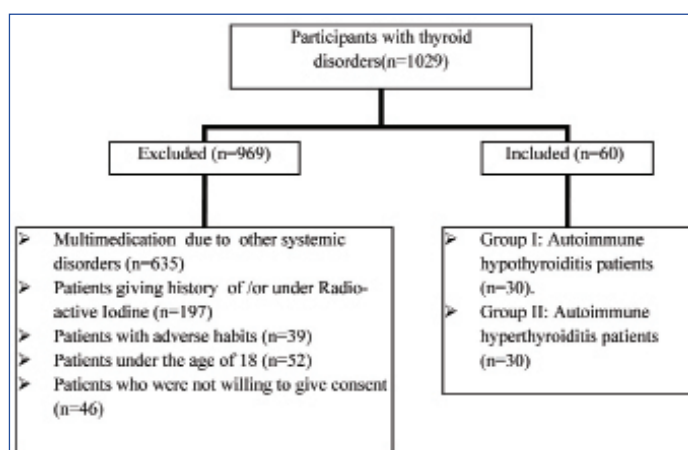 Participants with thyroid
disorders(n=1029)
Excluded (n=969)
Included (n=60)
➢ Multimedication due to other systemic
disorders (n=635)
➢ Patients giving history of /or under Radio-
active Iodine (n=197)
➢ Patients with adverse habits (n=39)
➢ Patients under the age of 18 (n=52)
➢ Patients who were not willing to give consent
(n=46)
➢ Group I: Autoimmune
hypothyroiditis patients
(n=30).
➢ Group II: Autoimmune
hyperthyroiditis patients
(n=30)